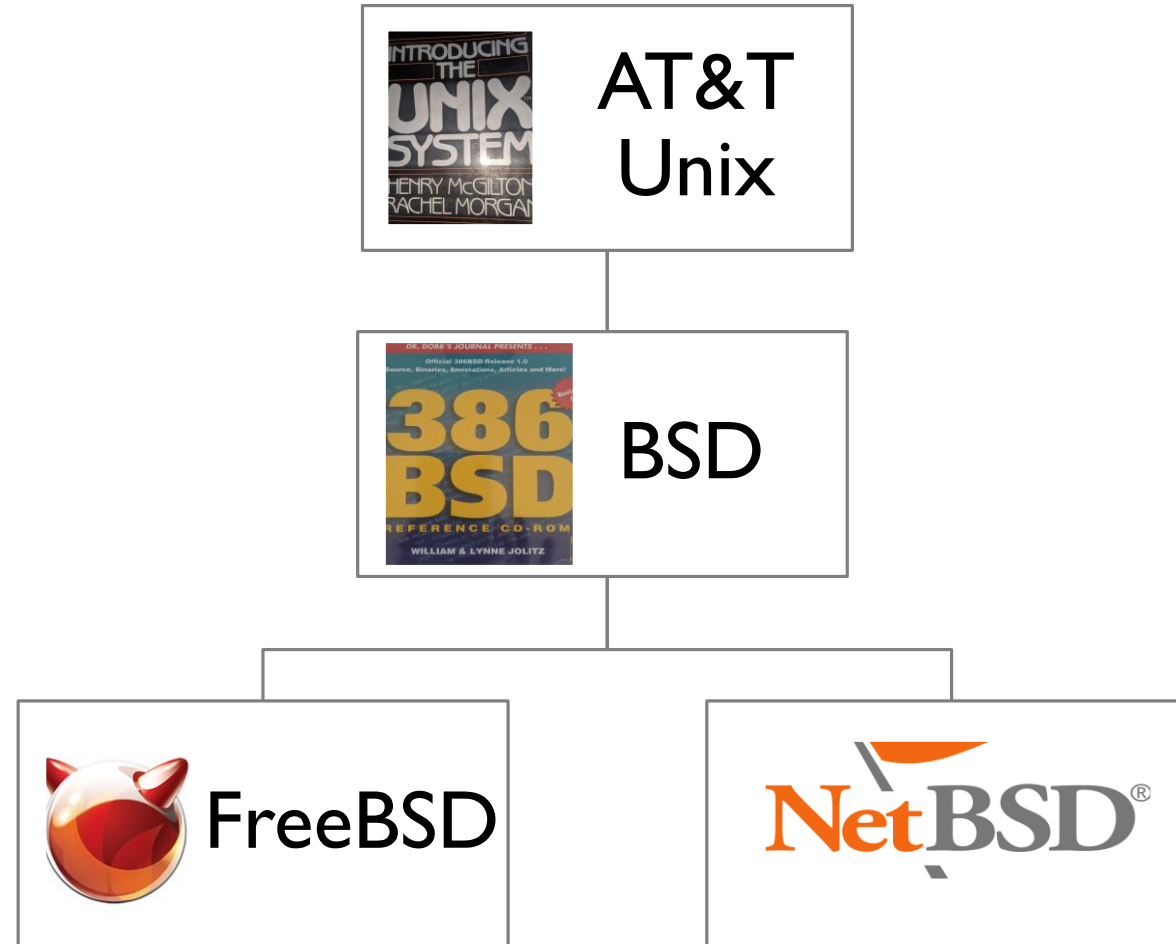 INTRODUCING
THE
UNIX
SYSTEM
HENRY McGILTON
RACHEL MORGAN
AT&T
Unix
DR. DOBB'S JOURNAL PRESENTS . . .
Official 386BSD Release 1.0
Source, Binaries, Annotations, Articles and More!
386
BSD
REFERENCE CD-ROM
WILLIAM & LYNNE JOLITZ
BSD
FreeBSD
NetBSD®